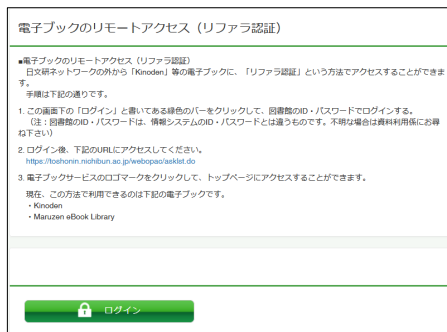 電子ブックのリモートアクセス（リファラ認証）
■電子ブックのリモートアクセス（リファラ認証）
日文研ネットワークの外から「Kinoden」等の電子ブックに、「リファラ認証」という方法でアクセスすることができま
す。
手順は下記の通りです。
1. この画面下の「ログイン」と書いてある緑色のバーをクリックして、図書館のID・パスワードでログインする。
（注：図書館のID・パスワードは、情報システムのID・パスワードとは違うものです。不明な場合は資料利用係にお尋
ね下さい）
2. ログイン後、下記のURLにアクセスしてください。
https://toshonin.nichibun.ac.jp/webopac/asklet.do
3. 電子ブックサービスのロゴマークをクリックして、トップページにアクセスすることができます。
現在、この方法で利用できるのは下記の電子ブックです。
・Kinoden
・Maruzen eBook Library
ログイン